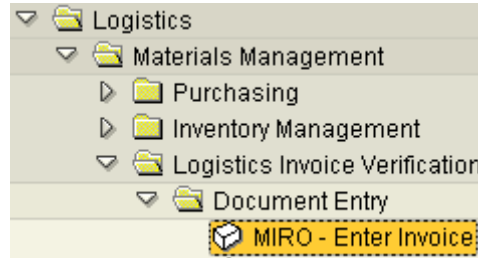 Logistics
Materials Management
Purchasing
Inventory Management
Logistics Invoice Verification
Document Entry
MIRO - Enter Invoice